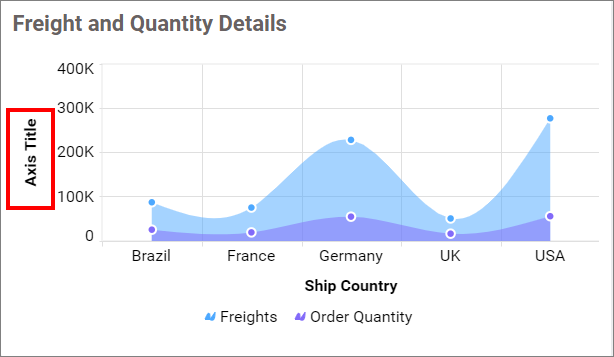 Freight and Quantity Details
400K
300K
200K
100K
0
Axis Title
Brazil France Germany UK USA
Ship Country
Freights Order Quantity